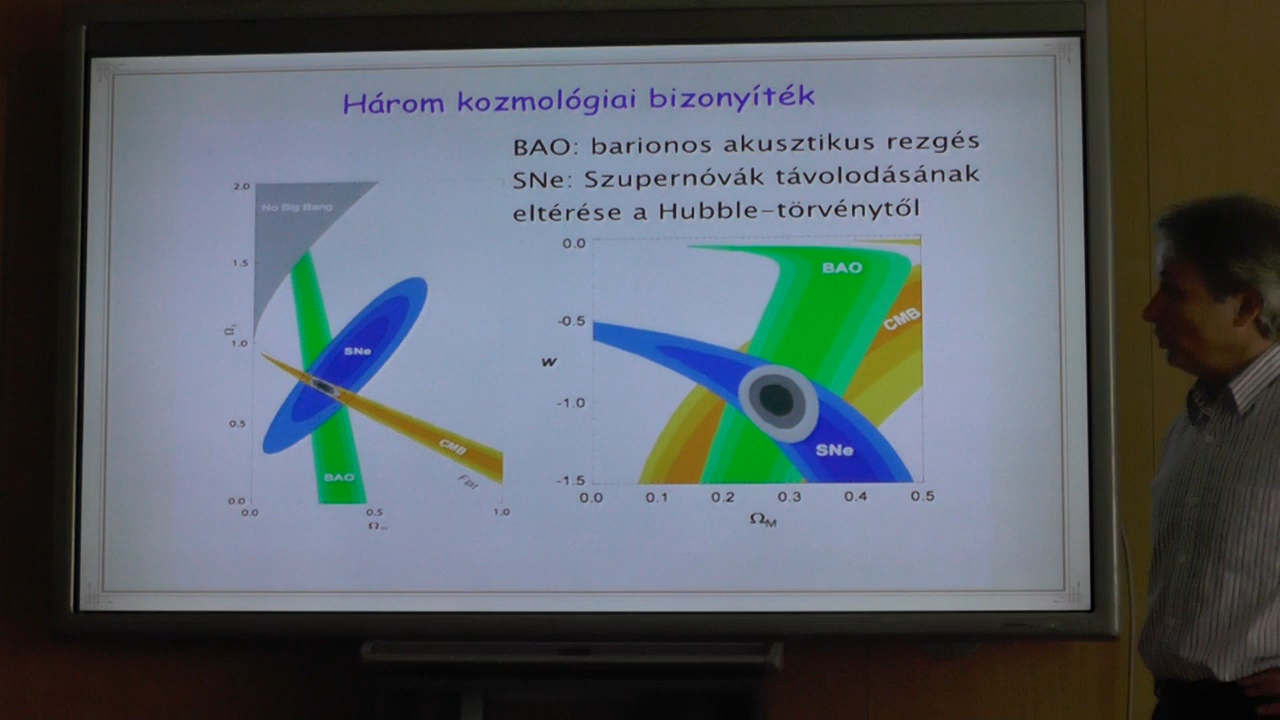 Három kozmológiai bizonyíték
BAO: barionos akusztikus rezgés
SNe: Szupernóvák távolodásának
eltérése a Hubble-törvénytől
2.0
No Big Bang
1.5
1.0
SNe
0.5
CMB
BAO
Flat
0.0
0.0
0.5
1.0
0.0
BAO
CMB
-0.5
w
-1.0
SNe
-1.5
0.0
0.1
0.2
0.3
0.4
0.5
Ω_M